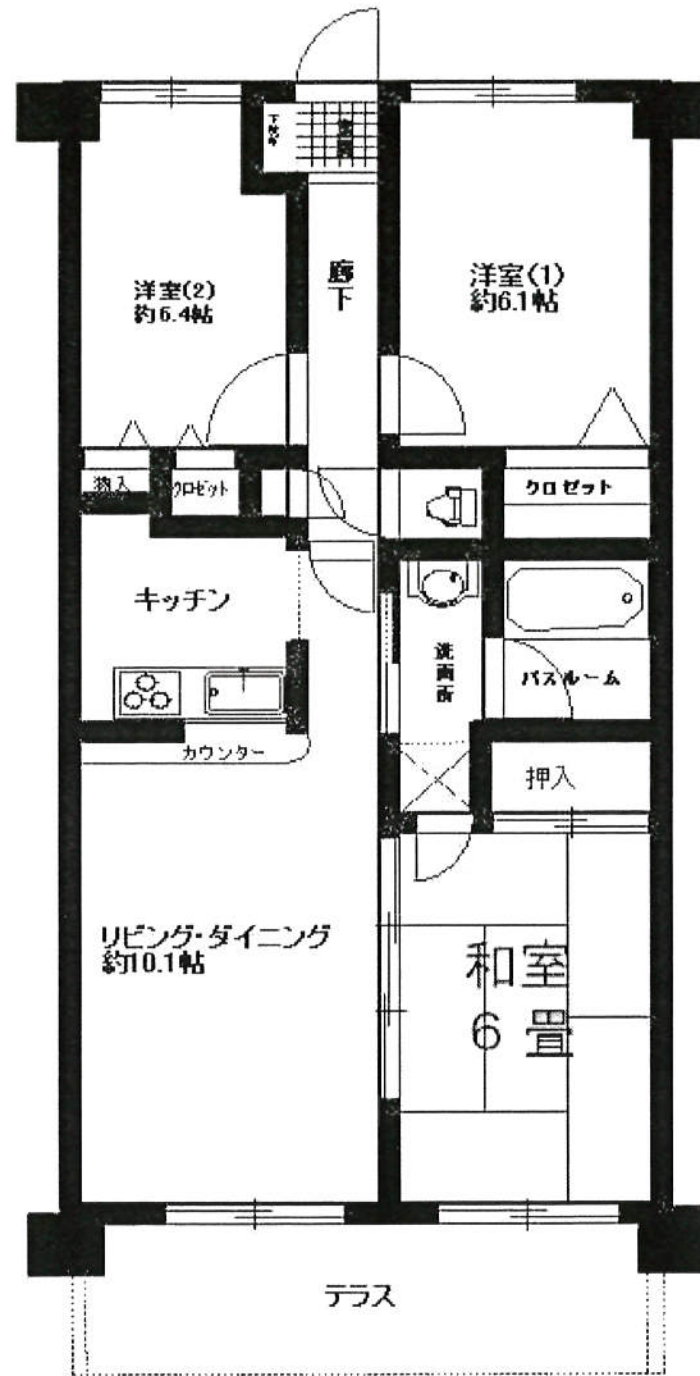 玄関
廊下
洋室(2)
約6.4帖
洋室(1)
約6.1帖
物入
クロゼット
クロゼット
キッチン
洗面所
バスルーム
カウンター
押入
リビング・ダイニング
約10.1帖
和室
6畳
テラス